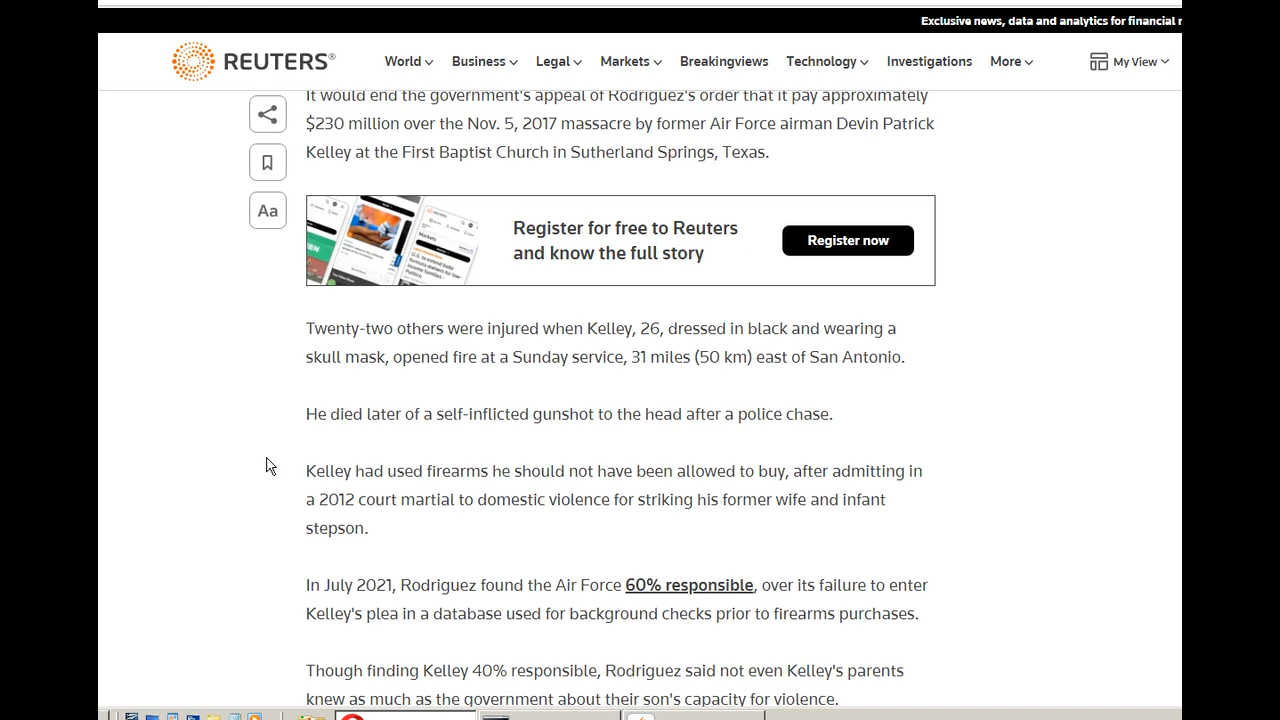 Exclusive news, data and analytics for financial
REUTERS®
World
Business
Legal
Markets
Breakingviews
Technology
Investigations
More
My View
It would end the government's appeal of Rodriguez's order that it pay approximately
$230 million over the Nov. 5, 2017 massacre by former Air Force airman Devin Patrick
Kelley at the First Baptist Church in Sutherland Springs, Texas.
Aa
Register for free to Reuters
and know the full story
Register now
Twenty-two others were injured when Kelley, 26, dressed in black and wearing a
skull mask, opened fire at a Sunday service, 31 miles (50 km) east of San Antonio.
He died later of a self-inflicted gunshot to the head after a police chase.
Kelley had used firearms he should not have been allowed to buy, after admitting in
a 2012 court martial to domestic violence for striking his former wife and infant
stepson.
In July 2021, Rodriguez found the Air Force 60% responsible, over its failure to enter
Kelley's plea in a database used for background checks prior to firearms purchases.
Though finding Kelley 40% responsible, Rodriguez said not even Kelley's parents
knew as much as the government about their son's capacity for violence.